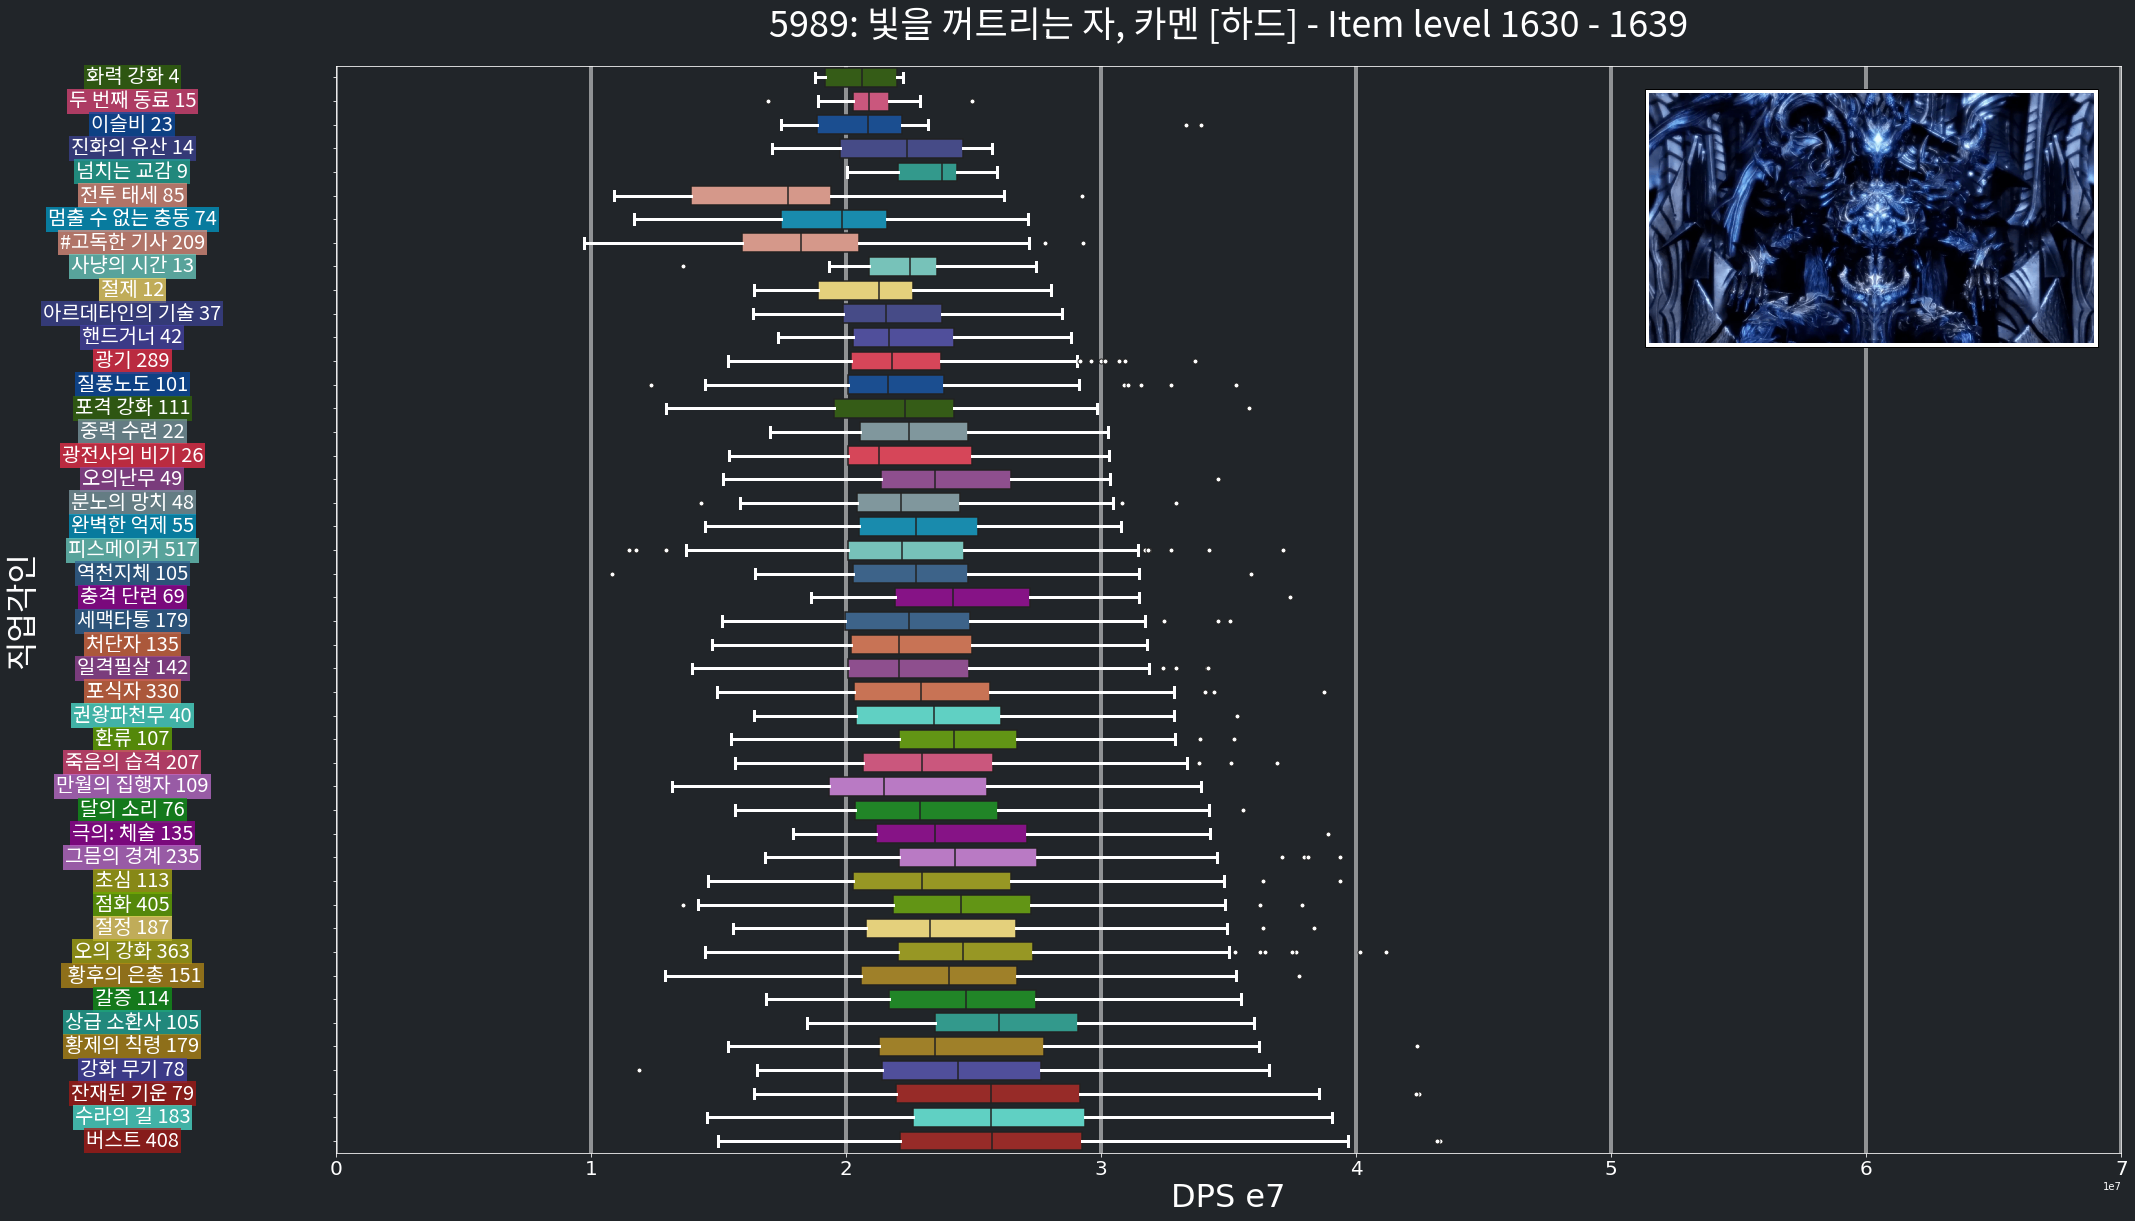 5989: 빛을 꺼트리는 자, 카멘 [하드] - Item level 1630 - 1639
직업각인
화력 강화 4
두 번째 동료 15
이슬비 23
진화의 유산 14
넘치는 교감 9
전투 태세 85
멈출 수 없는 충동 74
#고독한 기사 209
사냥의 시간 13
절제 12
아르데타인의 기술 37
핸드거너 42
광기 289
질풍노도 101
포격 강화 111
중력 수련 22
광전사의 비기 26
오의난무 49
분노의 망치 48
완벽한 억제 55
피스메이커 517
역천지체 105
충격 단련 69
세맥타통 179
처단자 135
일격필살 142
포식자 330
권왕파천무 40
환류 107
죽음의 습격 207
만월의 집행자 109
달의 소리 76
극의: 체술 135
그믐의 경계 235
초심 113
점화 405
절정 187
오의 강화 363
황후의 은총 151
갈증 114
상급 소환사 105
황제의 칙령 179
강화 무기 78
잔재된 기운 79
수라의 길 183
버스트 408
0 1 2 3 4 5 6 7
1e7
DPS e7